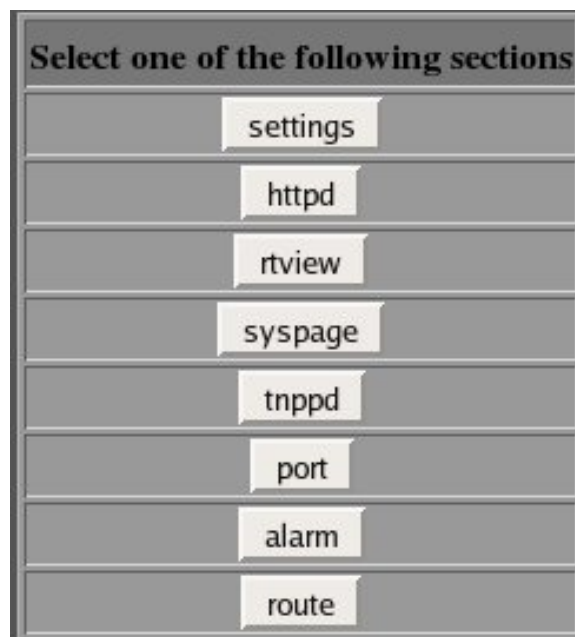 Select one of the following sections
settings
httpd
rtview
syspage
tnppd
port
alarm
route